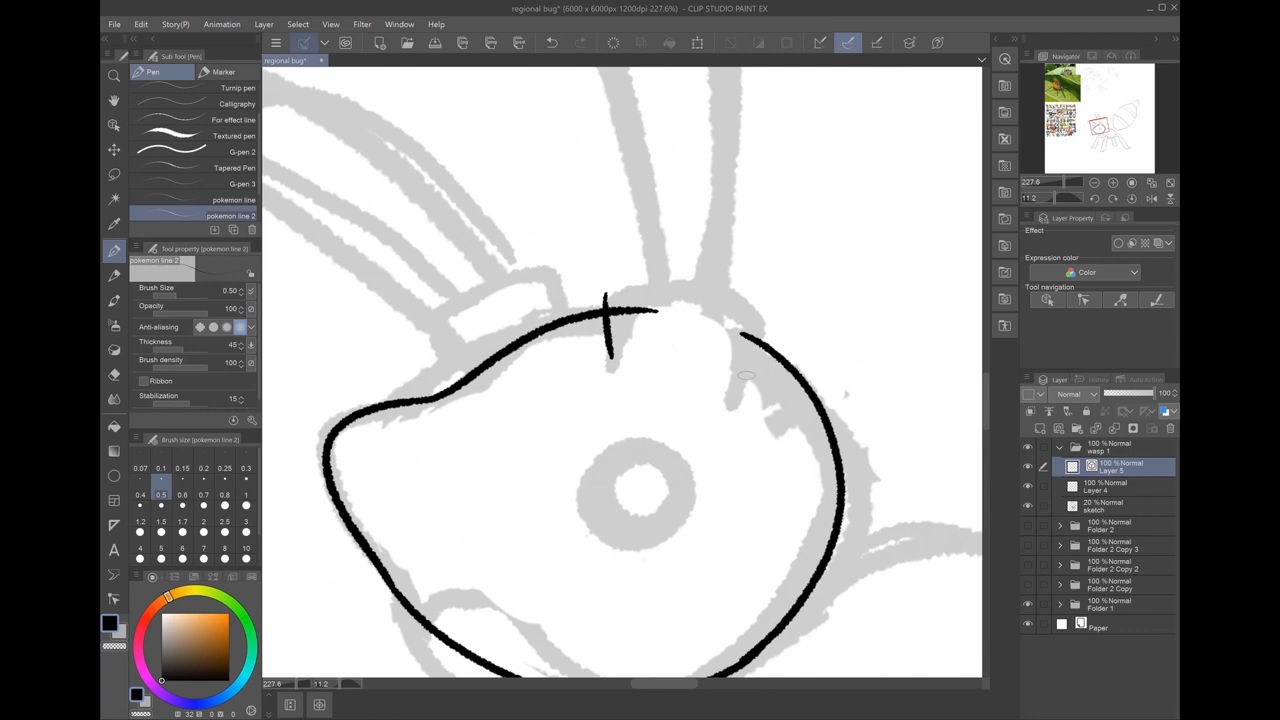 regional bug* (6000 x 6000px 1200dpi 227.6%) - CLIP STUDIO PAINT EX
File Edit Story(P) Animation Layer Select View Filter Window Help
Sub Tool [Pen]
regional bug*
Navigator
Pen Marker
Turnip pen
Calligraphy
For effect line
Textured pen
G-pen 2
Tapered Pen
G-pen 3
pokemon line
pokemon line 2
Tool property [pokemon line 2]
pokemon line 2
Brush Size 0.50
Opacity 100
Anti-aliasing
Thickness 45
Brush density 100
Ribbon
Stabilization 15
Brush size [pokemon line 2]
0.07 0.1 0.15 0.2 0.25 0.3
0.4 0.5 0.6 0.7 0.8 1
1.2 1.5 1.7 2 2.5 3
4 5 6 7 8 10
32 0 0
227.6 11.2
227.6
11.2
Layer Property
Effect
Expression color
Color
Tool navigation
Layer History Auto Action
Normal 100
100 %Normal
wasp 1
100 %Normal
Layer 5
100 %Normal
Layer 4
20 %Normal
sketch
100 %Normal
Folder 2
100 %Normal
Folder 2 Copy 3
100 %Normal
Folder 2 Copy 2
100 %Normal
Folder 2 Copy
100 %Normal
Folder 1
Paper